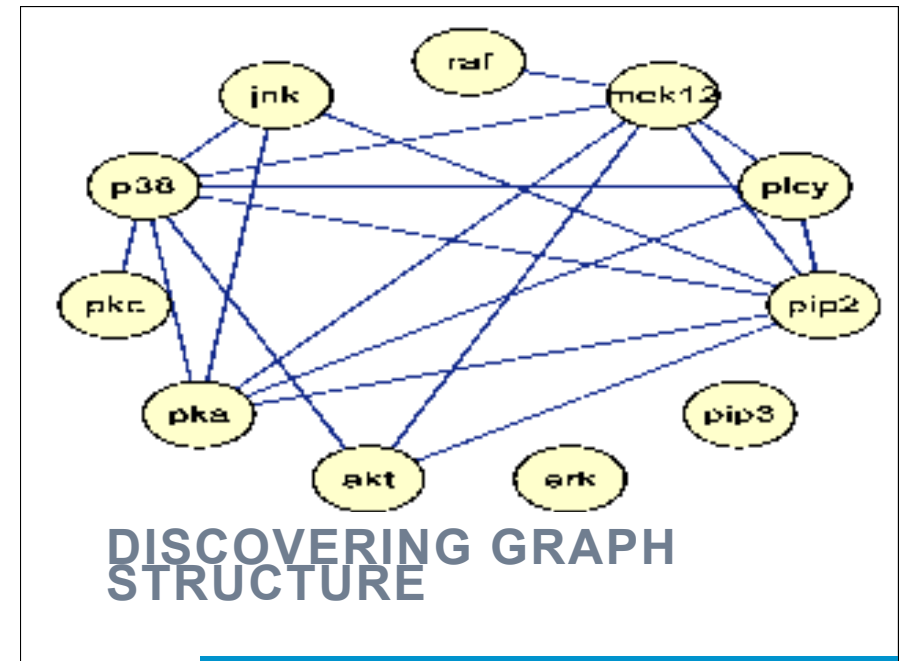 raf
jnk
mek12
p38
plcy
pkc
pip2
pka
pip3
akt
erk
DISCOVERING GRAPH
STRUCTURE